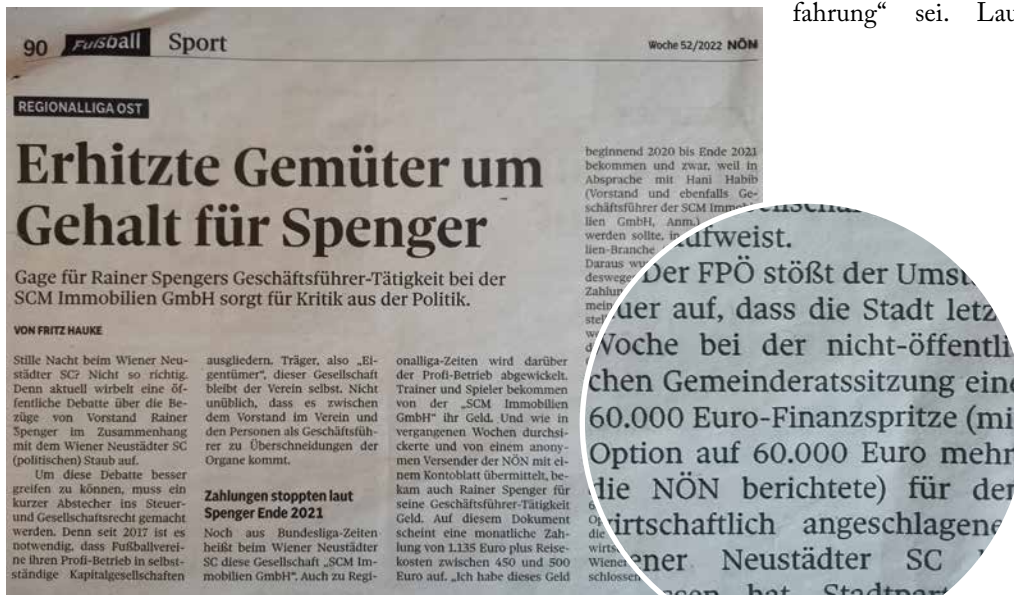 fahrung“ sei. Lau
90 Fußball Sport
Woche 52/2022 NÖN
REGIONALLIGA OST
Erhitzte Gemüter um
Gehalt für Spenger
Gage für Rainer Spengers Geschäftsführer-Tätigkeit bei der
SCM Immobilien GmbH sorgt für Kritik aus der Politik.
VON FRITZ HAUKE
Stille Nacht beim Wiener Neu-
städter SC? Nicht so richtig.
Denn aktuell wirbelt eine öf-
fentliche Debatte über die Be-
züge von Vorstand Rainer
Spenger im Zusammenhang
mit dem Wiener Neustädter SC
(politischen) Staub auf.
Um diese Debatte besser
greifen zu können, muss ein
kurzer Abstecher ins Steuer-
und Gesellschaftsrecht gemacht
werden. Denn seit 2017 ist es
notwendig, dass Fußballverei-
ne ihren Profi-Betrieb in selbst-
ständige Kapitalgesellschaften
ausgliedern. Träger, also „Ei-
gentümer“, dieser Gesellschaft
bleibt der Verein selbst. Nicht
unüblich, dass es zwischen
dem Vorstand im Verein und
den Personen als Geschäftsfüh-
rer zu Überschneidungen der
Organe kommt.
Zahlungen stoppten laut
Spenger Ende 2021
Noch aus Bundesliga-Zeiten
heißt beim Wiener Neustädter
SC diese Gesellschaft „SCM Im-
mobilien GmbH“. Auch zu Regi-
onalliga-Zeiten wird darüber
der Profi-Betrieb abgewickelt.
Trainer und Spieler bekommen
von der „SCM Immobilien
GmbH“ ihr Geld. Und wie in
vergangenen Wochen durchsi-
ckerte und von einem anony-
men Versender der NÖN mit ei-
nem Kontoblatt übermittelt, be-
kam auch Rainer Spenger für
seine Geschäftsführer-Tätigkeit
Geld. Auf diesem Dokument
scheint eine monatliche Zah-
lung von 1.135 Euro plus Reise-
kosten zwischen 450 und 500
Euro auf. „Ich habe dieses Geld
beginnend 2020 bis Ende 2021
bekommen und zwar, weil in
Absprache mit Hani Habib
(Vorstand und ebenfalls Ge-
schäftsführer der SCM Immobi-
lien GmbH, Anm.)
werden sollte, in
lien-Branche
Daraus wu
deswege
Zahlun
mein
wirts
Wiener
schlossen
aufweist.
Der FPÖ stößt der Umst
uer auf, dass die Stadt letz
Woche bei der nicht-öffentli
chen Gemeinderatssitzung eine
60.000 Euro-Finanzspritze (mi
Option auf 60.000 Euro mehr
die NÖN berichtete) für der
wirtschaftlich angeschlagene
ener Neustädter SC
hat Stadtpart